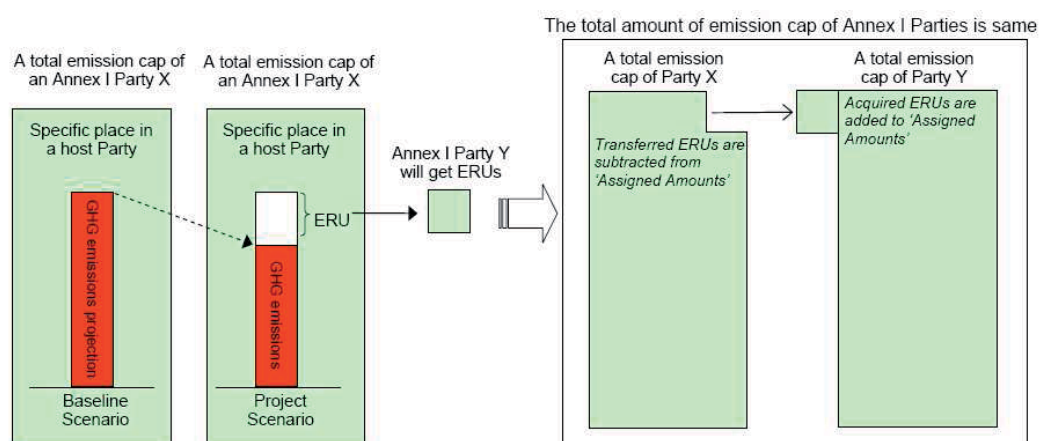 The total amount of emission cap of Annex I Parties is same
A total emission cap of
an Annex I Party X
Specific place in
a host Party
GHG emissions projection
Baseline
Scenario
A total emission cap of
an Annex I Party X
Specific place in
a host Party
ERU
GHG emissions
Project
Scenario
Annex I Party Y
will get ERUs
A total emission
cap of Party X
Transferred ERUs are
subtracted from
'Assigned Amounts'
A total emission
cap of Party Y
Acquired ERUs are
added to 'Assigned
Amounts'